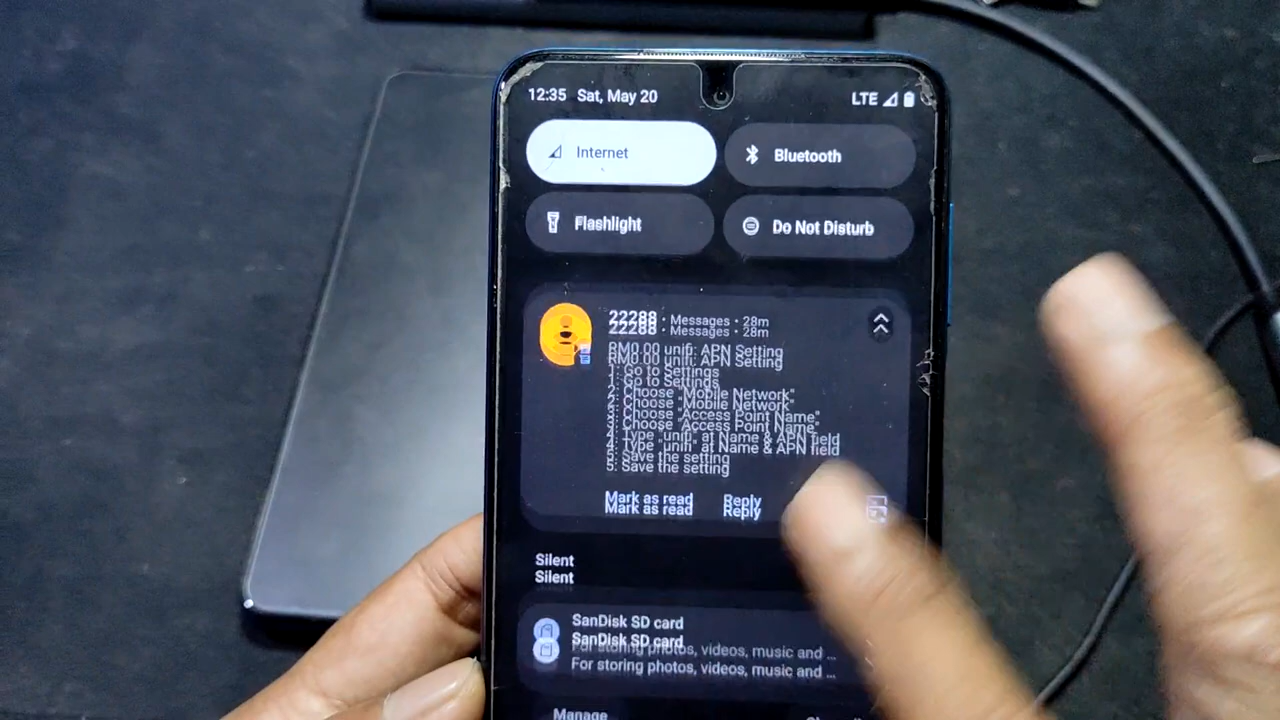 12:35 Sat, May 20 LTE
Internet
Bluetooth
Flashlight
Do Not Disturb
22288 • Messages • 28m
RM0.00 unifi: APN Setting
1: Go to Settings
2: Choose "Mobile Network"
3: Choose "Access Point Name"
4: Type "unifi" at Name & APN field
5: Save the setting
Mark as read Reply
Silent
SanDisk SD card
For storing photos, videos, music and ...
Manage